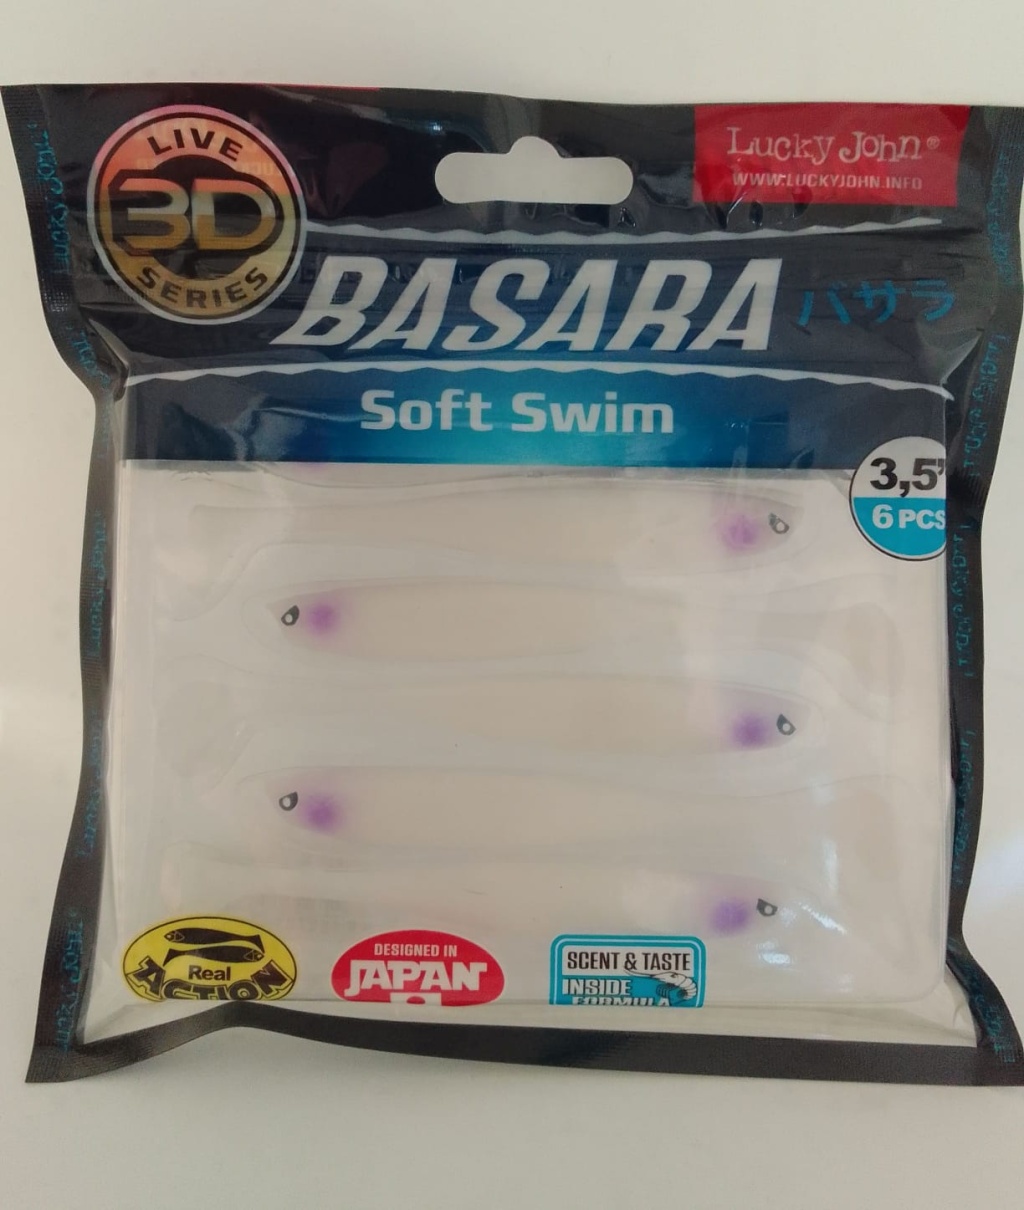 LIVE
3D
SERIES
Lucky John®
WWW.LUCKYJOHN.INFO
BASARA バサラ
Soft Swim
3,5"
6 PCS
Real
ACTION
DESIGNED IN
JAPAN
SCENT & TASTE
INSIDE
FORMULA